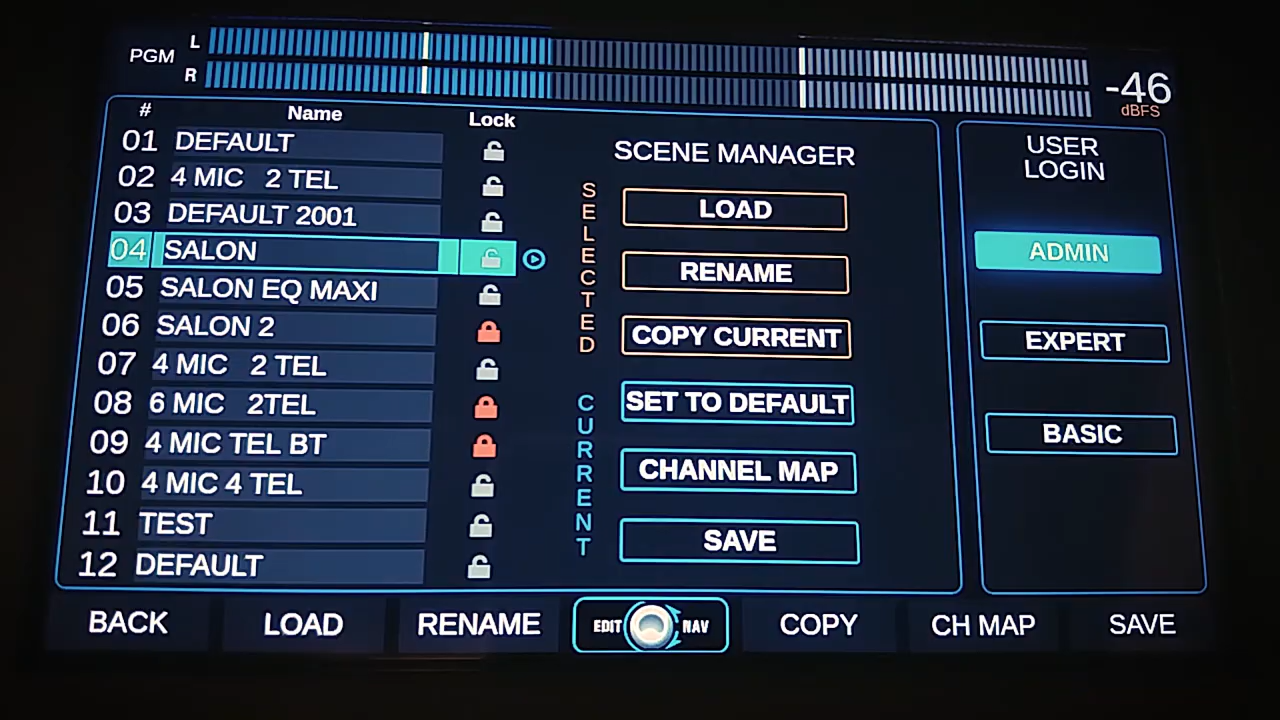 PGM
L
R
-46
dBFS
# Name Lock
01 DEFAULT
02 4 MIC 2 TEL
03 DEFAULT 2001
04 SALON
05 SALON EQ MAXI
06 SALON 2
07 4 MIC 2 TEL
08 6 MIC 2TEL
09 4 MIC TEL BT
10 4 MIC 4 TEL
11 TEST
12 DEFAULT
SCENE MANAGER
SELECTED
LOAD
RENAME
COPY CURRENT
CURRENT
SET TO DEFAULT
CHANNEL MAP
SAVE
USER
LOGIN
ADMIN
EXPERT
BASIC
BACK LOAD RENAME EDIT NAV COPY CH MAP SAVE